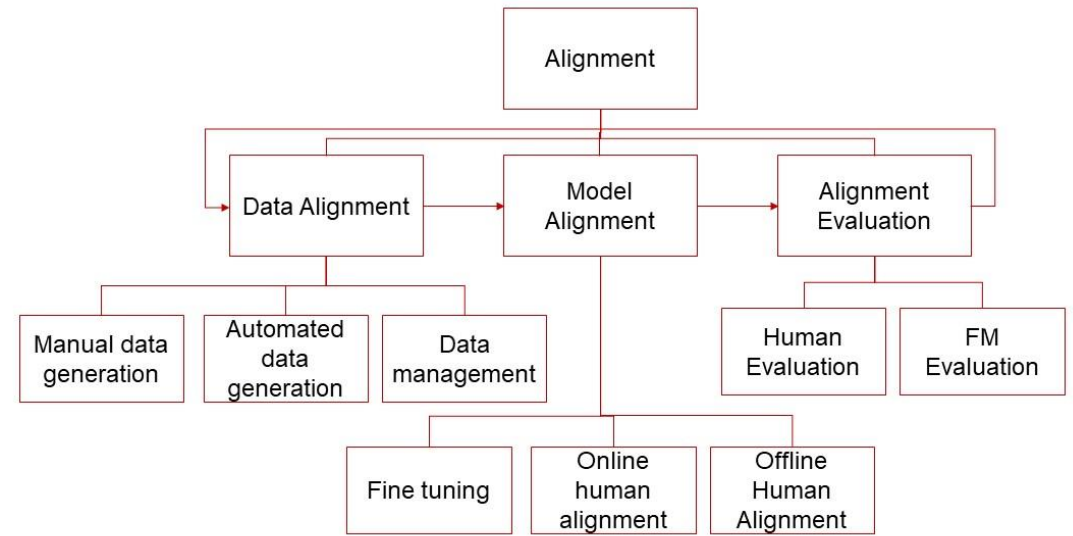 Alignment
Data Alignment
Model
Alignment
Alignment
Evaluation
Manual data
generation
Automated
data
generation
Data
management
Human
Evaluation
FM
Evaluation
Fine tuning
Online
human
alignment
Offline
Human
Alignment